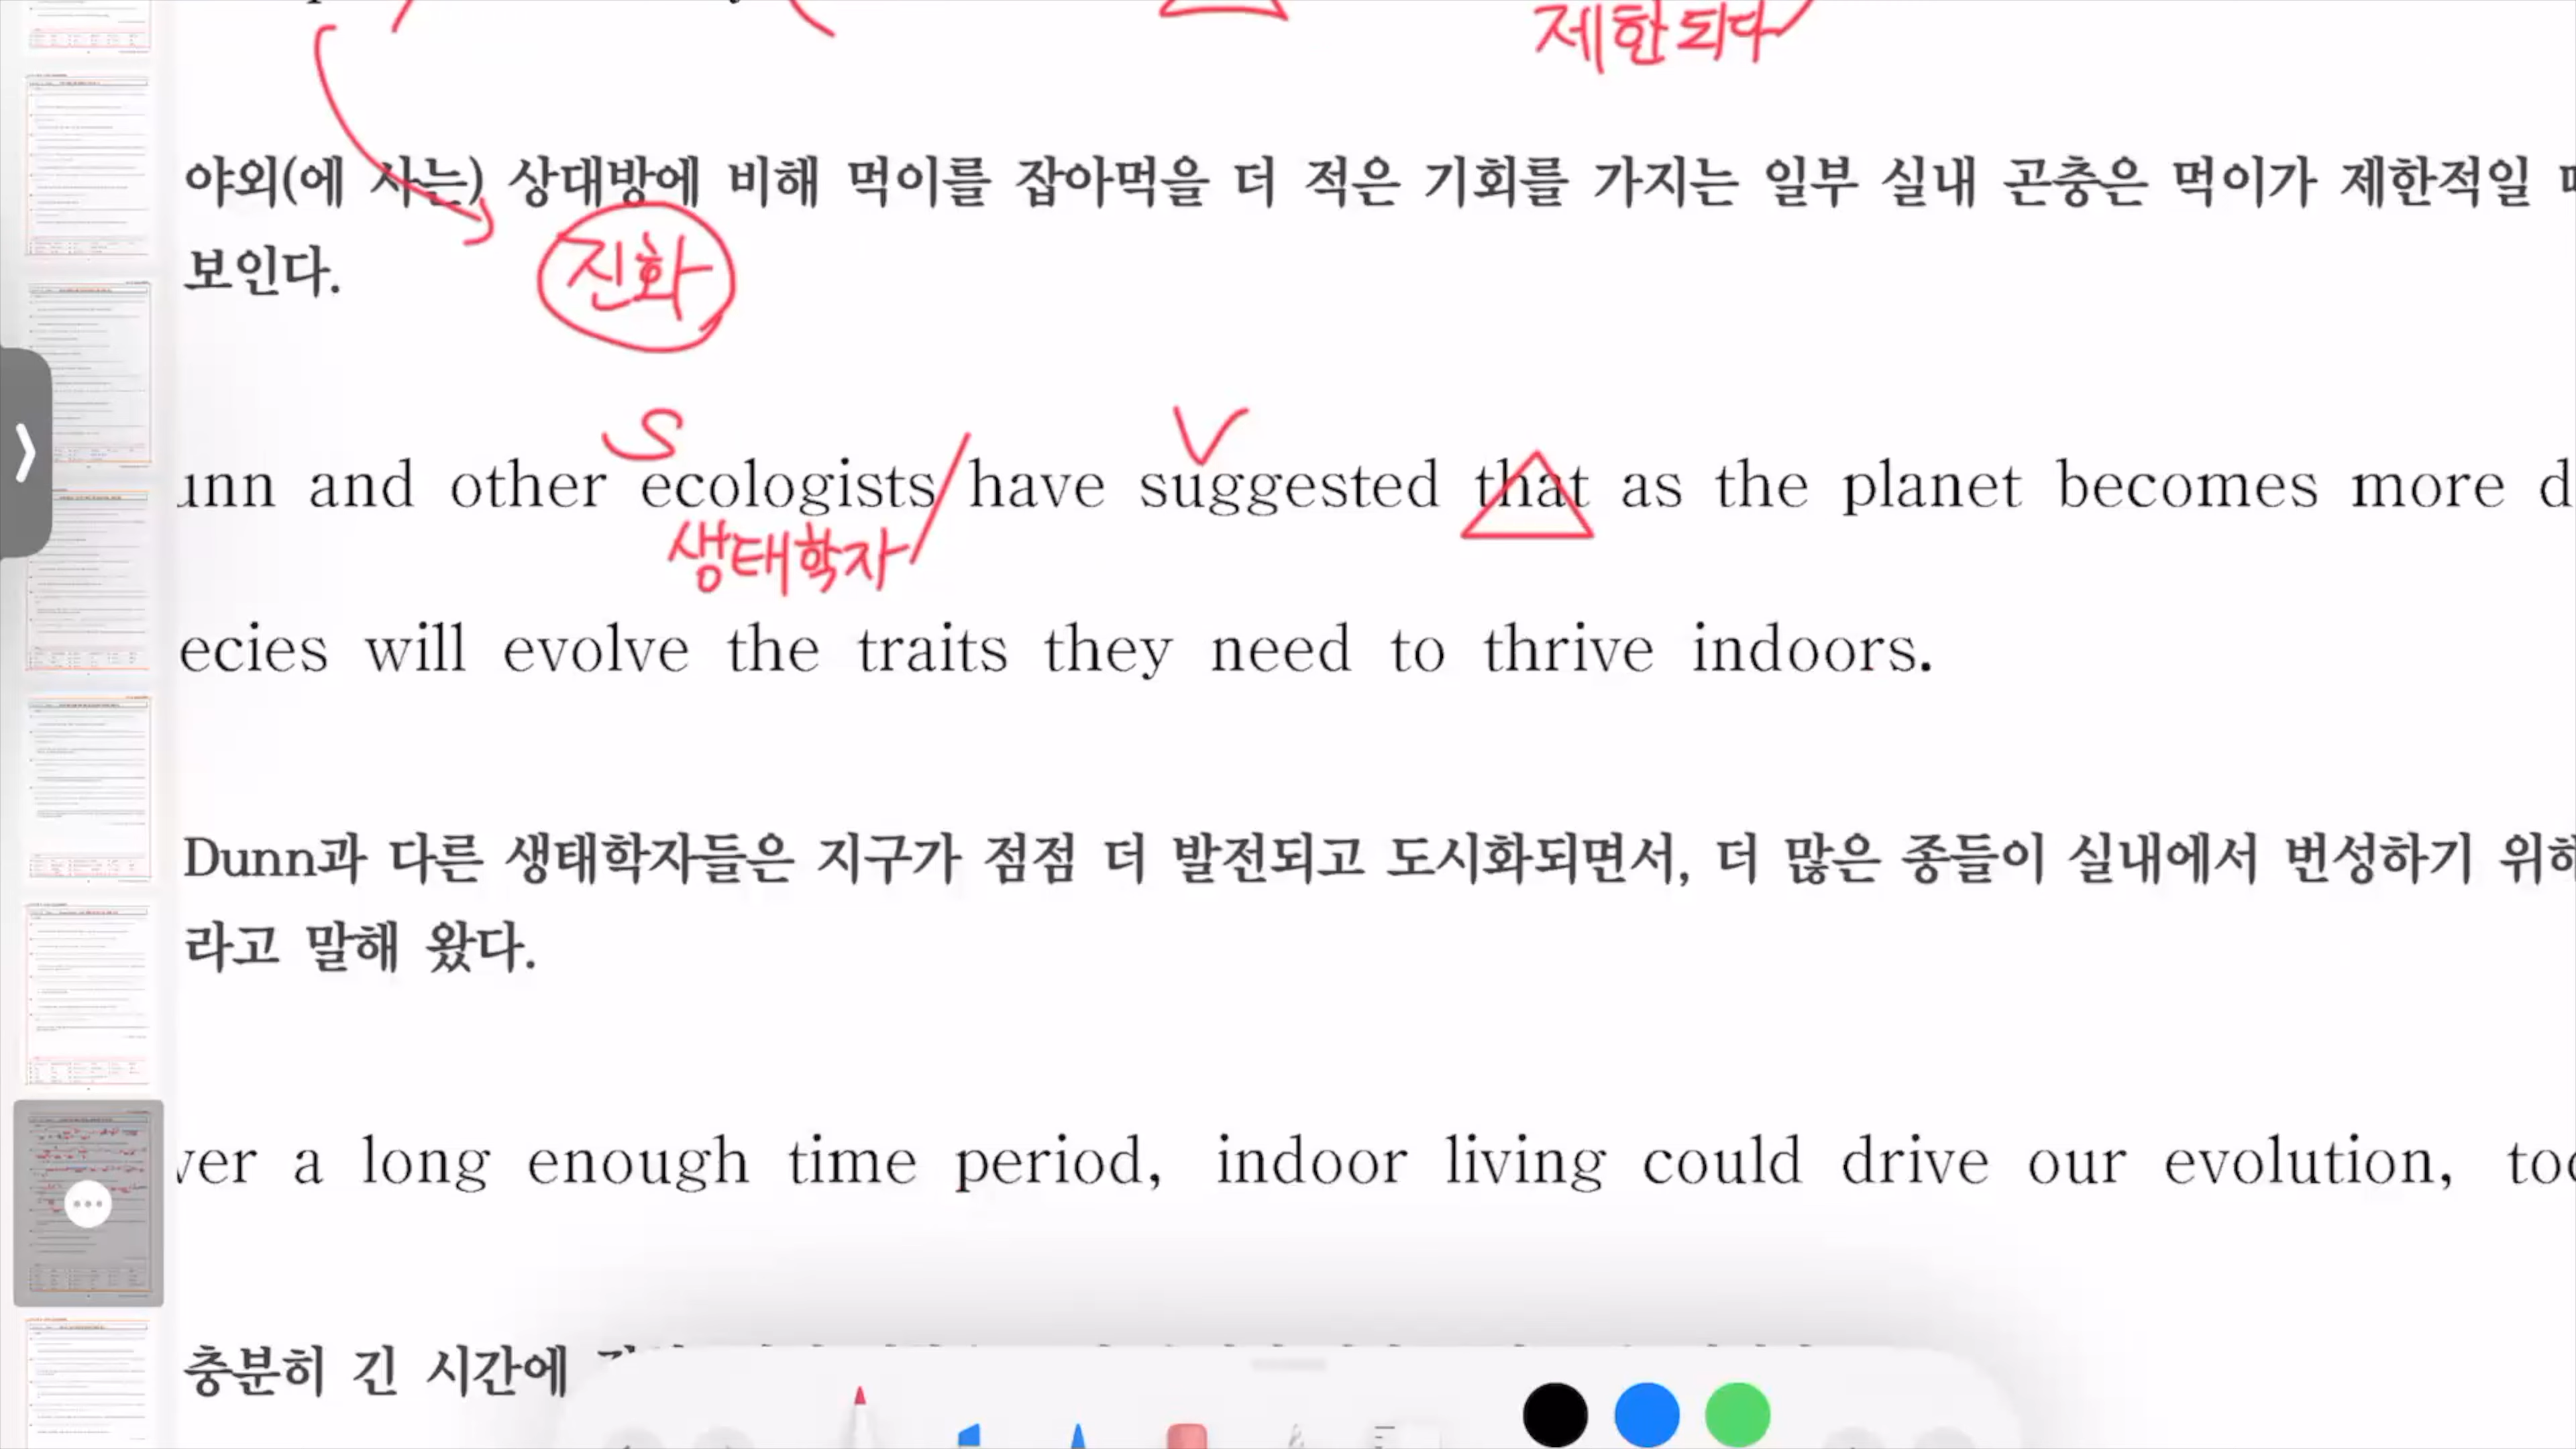 제한되다
야외(에 사는) 상대방에 비해 먹이를 잡아먹을 더 적은 기회를 가지는 일부 실내 곤충은 먹이가 제한적일
보인다.
진화
S V
and other ecologists have suggested that as the planet becomes more
생태학자
will evolve the traits they need to thrive indoors.
Dunn과 다른 생태학자들은 지구가 점점 더 발전되고 도시화되면서, 더 많은 종들이 실내에서 번성하기
라고 말해 왔다.
a long enough time period, indoor living could drive our evolution,
충분히 긴 시간에